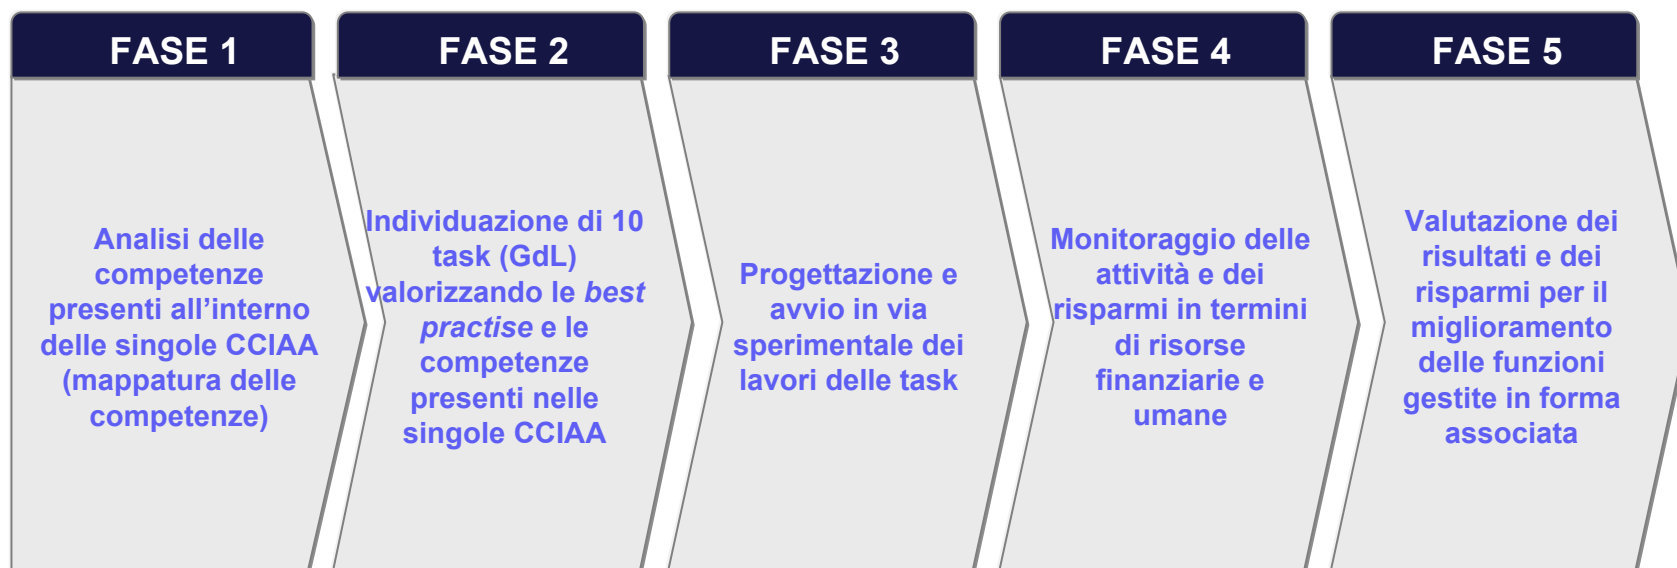 FASE 1
Analisi delle
competenze
presenti all’interno
delle singole CCIAA
(mappatura delle
competenze)
FASE 2
Individuazione di 10
task (GdL)
valorizzando le best
practise e le
competenze
presenti nelle
singole CCIAA
FASE 3
Progettazione e
avvio in via
sperimentale dei
lavori delle task
FASE 4
Monitoraggio delle
attività e dei
risparmi in termini
di risorse
finanziarie e
umane
FASE 5
Valutazione dei
risultati e dei
risparmi per il
miglioramento
delle funzioni
gestite in forma
associata